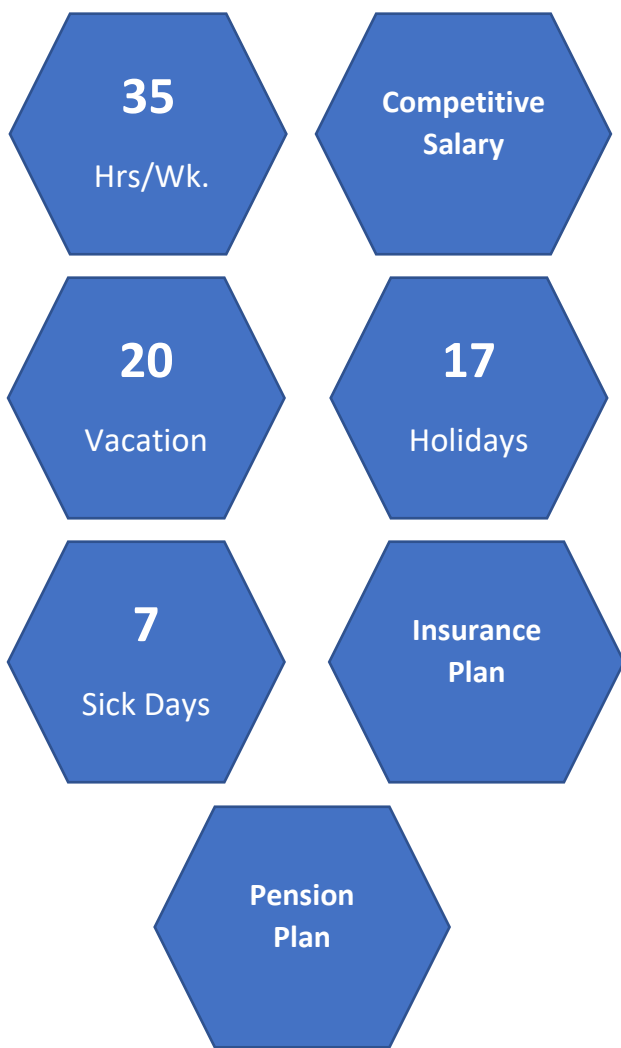 35
Hrs/Wk.
Competitive
Salary
20
Vacation
17
Holidays
7
Sick Days
Insurance
Plan
Pension
Plan